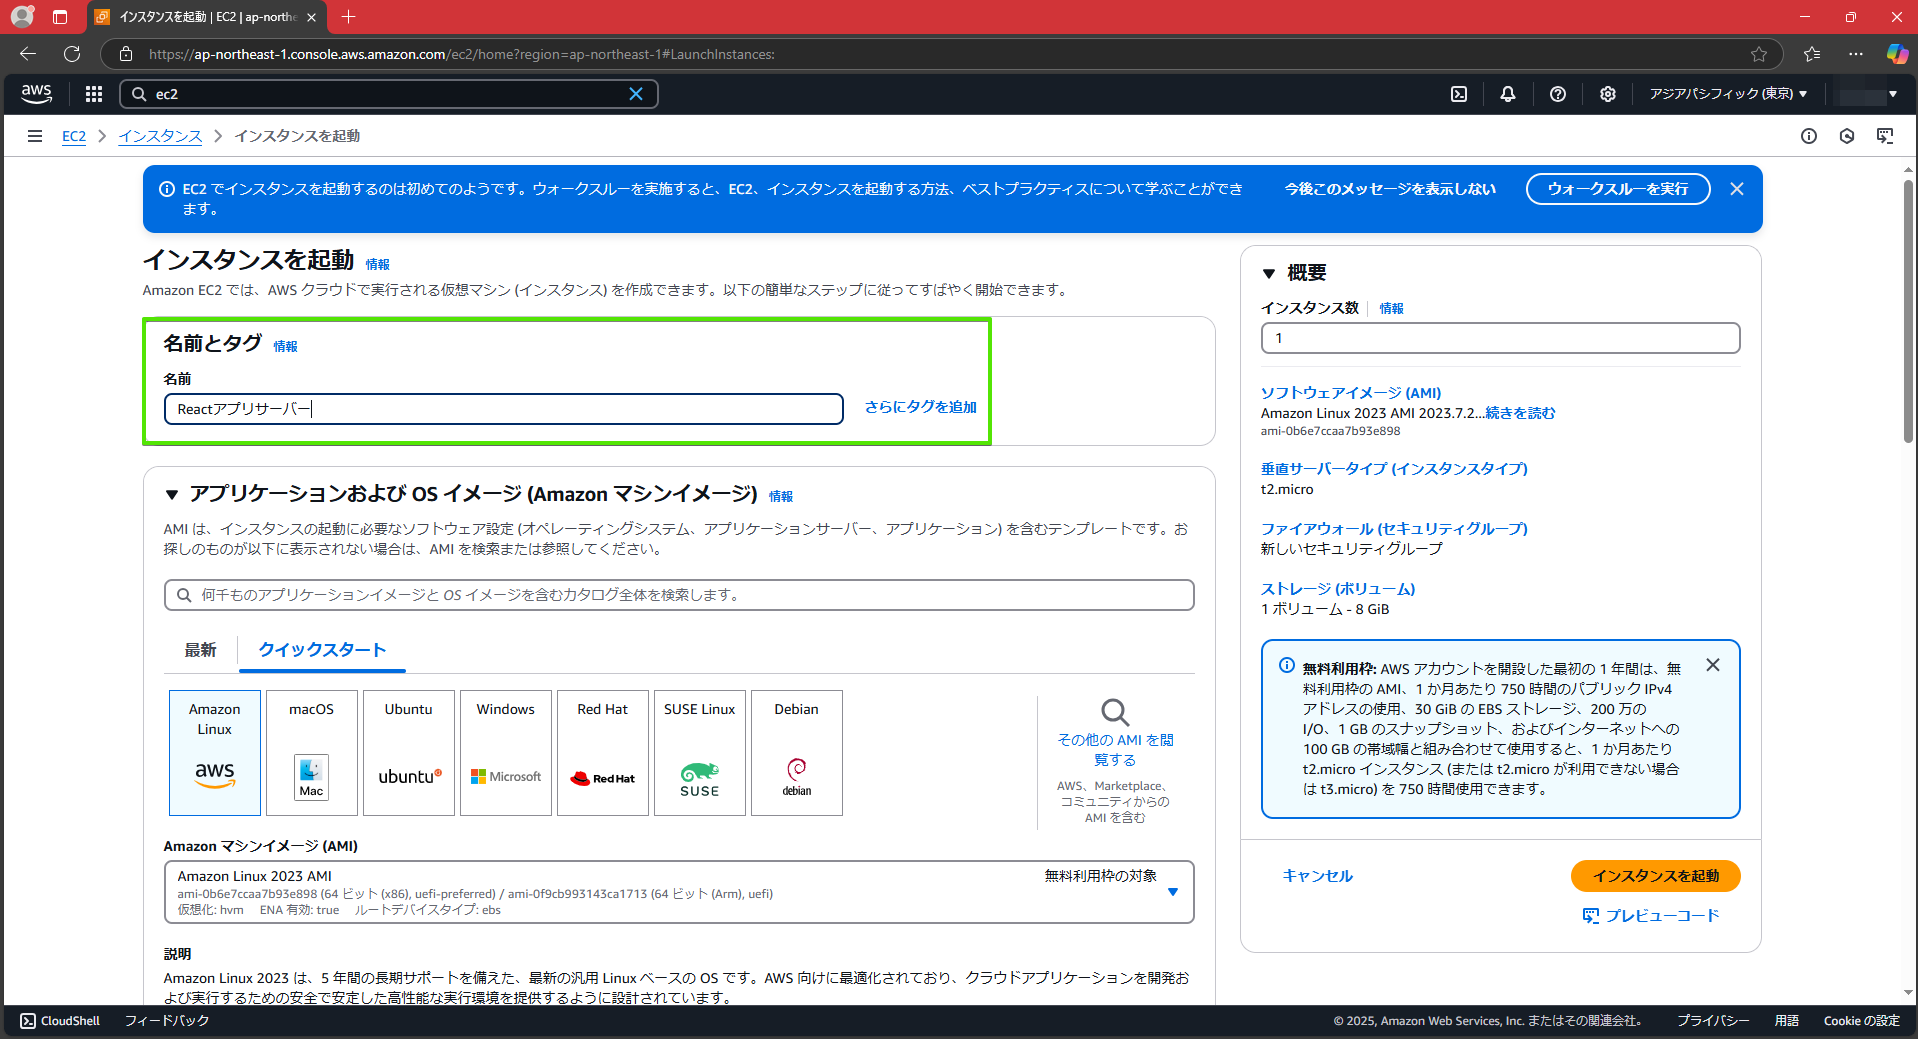 インスタンスを起動 | EC2 | ap-northe
https://ap-northeast-1.console.aws.amazon.com/ec2/home?region=ap-northeast-1#LaunchInstances:
aws
ec2
アジアパシフィック (東京)
EC2 > インスタンス > インスタンスを起動
EC2 でインスタンスを起動するのは初めてのようです。ウォークスルーを実施すると、EC2、インスタンスを起動する方法、ベストプラクティスについて学ぶことができ
ます。
今後このメッセージを表示しない
ウォークスルーを実行
インスタンスを起動 情報
Amazon EC2 では、AWS クラウドで実行される仮想マシン (インスタンス) を作成できます。以下の簡単なステップに従ってすばやく開始できます。
名前とタグ 情報
名前
Reactアプリサーバー
さらにタグを追加
アプリケーションおよび OS イメージ (Amazon マシンイメージ) 情報
AMI は、インスタンスの起動に必要なソフトウェア設定 (オペレーティングシステム、アプリケーションサーバー、アプリケーション) を含むテンプレートです。お
探しのものが以下に表示されない場合は、AMI を検索または参照してください。
何千ものアプリケーションイメージと OS イメージを含むカタログ全体を検索します。
最新
クイックスタート
Amazon
Linux
aws
macOS
Mac
Ubuntu
ubuntu
Windows
Microsoft
Red Hat
Red Hat
SUSE Linux
SUSE
Debian
debian
その他の AMI を閲
覧する
AWS、Marketplace、
コミュニティからの
AMI を含む
Amazon マシンイメージ (AMI)
Amazon Linux 2023 AMI
無料利用枠の対象
ami-0b6e7ccaa7b93e898 (64 ビット (x86), uefi-preferred) / ami-0f9cb993143ca1713 (64 ビット (Arm), uefi)
仮想化: hvm ENA 有効: true ルートデバイスタイプ: ebs
説明
Amazon Linux 2023 は、5 年間の長期サポートを備えた、最新の汎用 Linux ベースの OS です。AWS 向けに最適化されており、クラウドアプリケーションを開発お
よび実行するための安全で安定した高性能な実行環境を提供するように設計されています。
概要
インスタンス数 情報
1
ソフトウェアイメージ (AMI)
Amazon Linux 2023 AMI 2023.7.2...続きを読む
ami-0b6e7ccaa7b93e898
垂直サーバータイプ (インスタンスタイプ)
t2.micro
ファイアウォール (セキュリティグループ)
新しいセキュリティグループ
ストレージ (ボリューム)
1 ボリューム - 8 GiB
無料利用枠: AWS アカウントを開設した最初の 1 年間は、無
料利用枠の AMI、1 か月あたり 750 時間のパブリック IPv4
アドレスの使用、30 GiB の EBS ストレージ、200 万の
I/O、1 GB のスナップショット、およびインターネットへの
100 GB の帯域幅と組み合わせて使用すると、1 か月あたり
t2.micro インスタンス (または t2.micro が利用できない場合
は t3.micro) を 750 時間使用できます。
キャンセル
インスタンスを起動
プレビューコード
CloudShell
フィードバック
© 2025, Amazon Web Services, Inc. またはその関連会社。
プライバシー
用語
Cookie の設定